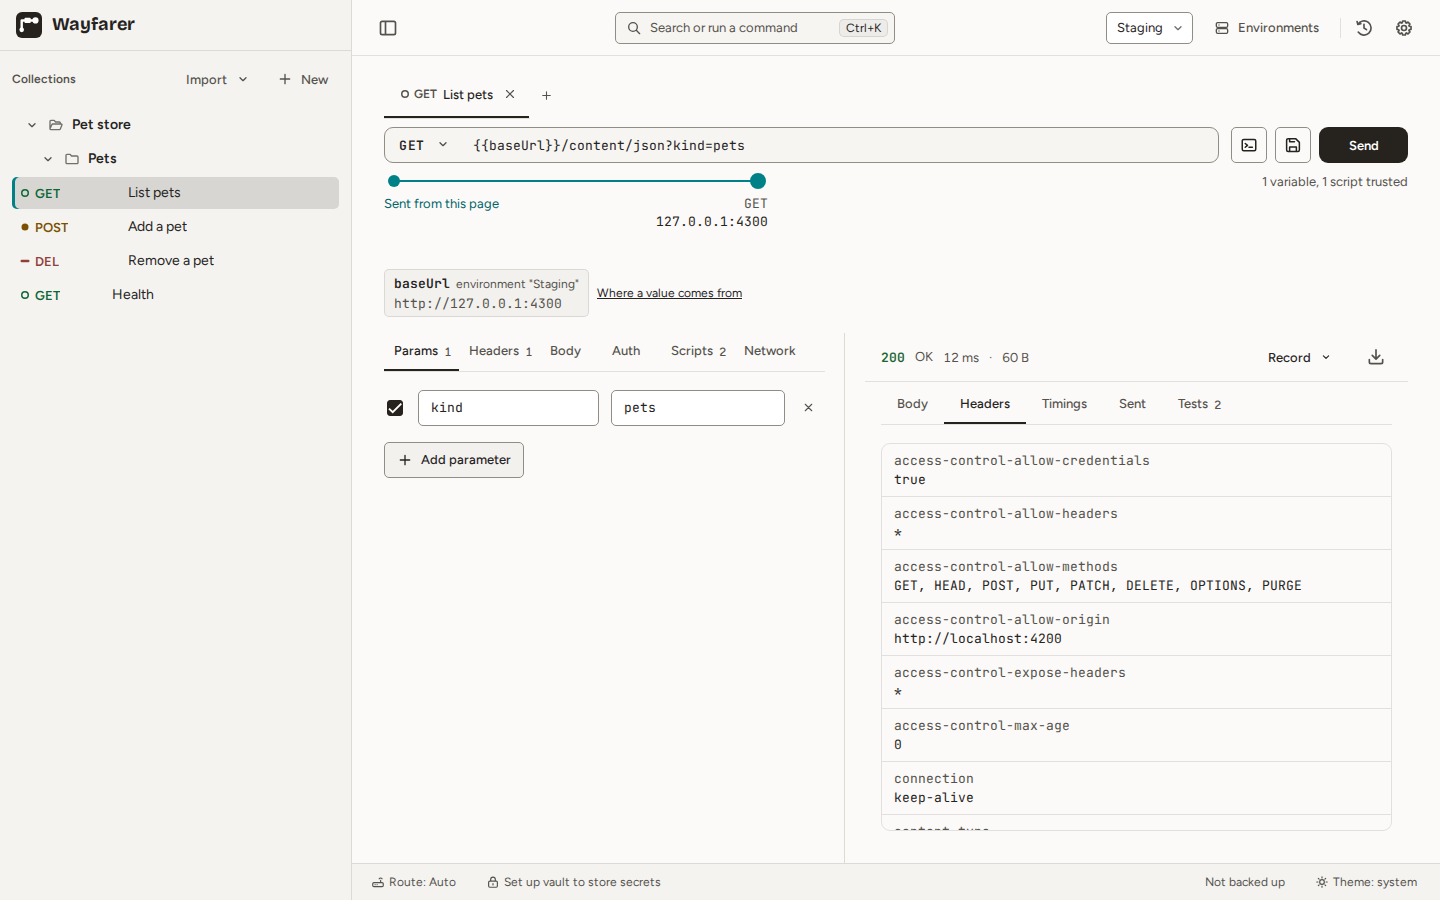 Wayfarer
Search or run a command
Ctrl+K
Staging
Environments
Collections
Import
New
Pet store
Pets
GET List pets
POST Add a pet
DEL Remove a pet
GET Health
GET List pets
GET
{{baseUrl}}/content/json?kind=pets
Send
1 variable, 1 script trusted
Sent from this page
GET
127.0.0.1:4300
baseUrl environment "Staging"
http://127.0.0.1:4300
Where a value comes from
Params 1
Headers 1
Body
Auth
Scripts 2
Network
kind
pets
Add parameter
200 OK 12 ms · 60 B
Record
Body
Headers
Timings
Sent
Tests 2
access-control-allow-credentials
true
access-control-allow-headers
*
access-control-allow-methods
GET, HEAD, POST, PUT, PATCH, DELETE, OPTIONS, PURGE
access-control-allow-origin
http://localhost:4200
access-control-expose-headers
*
access-control-max-age
0
connection
keep-alive
content-type
Route: Auto
Set up vault to store secrets
Not backed up
Theme: system